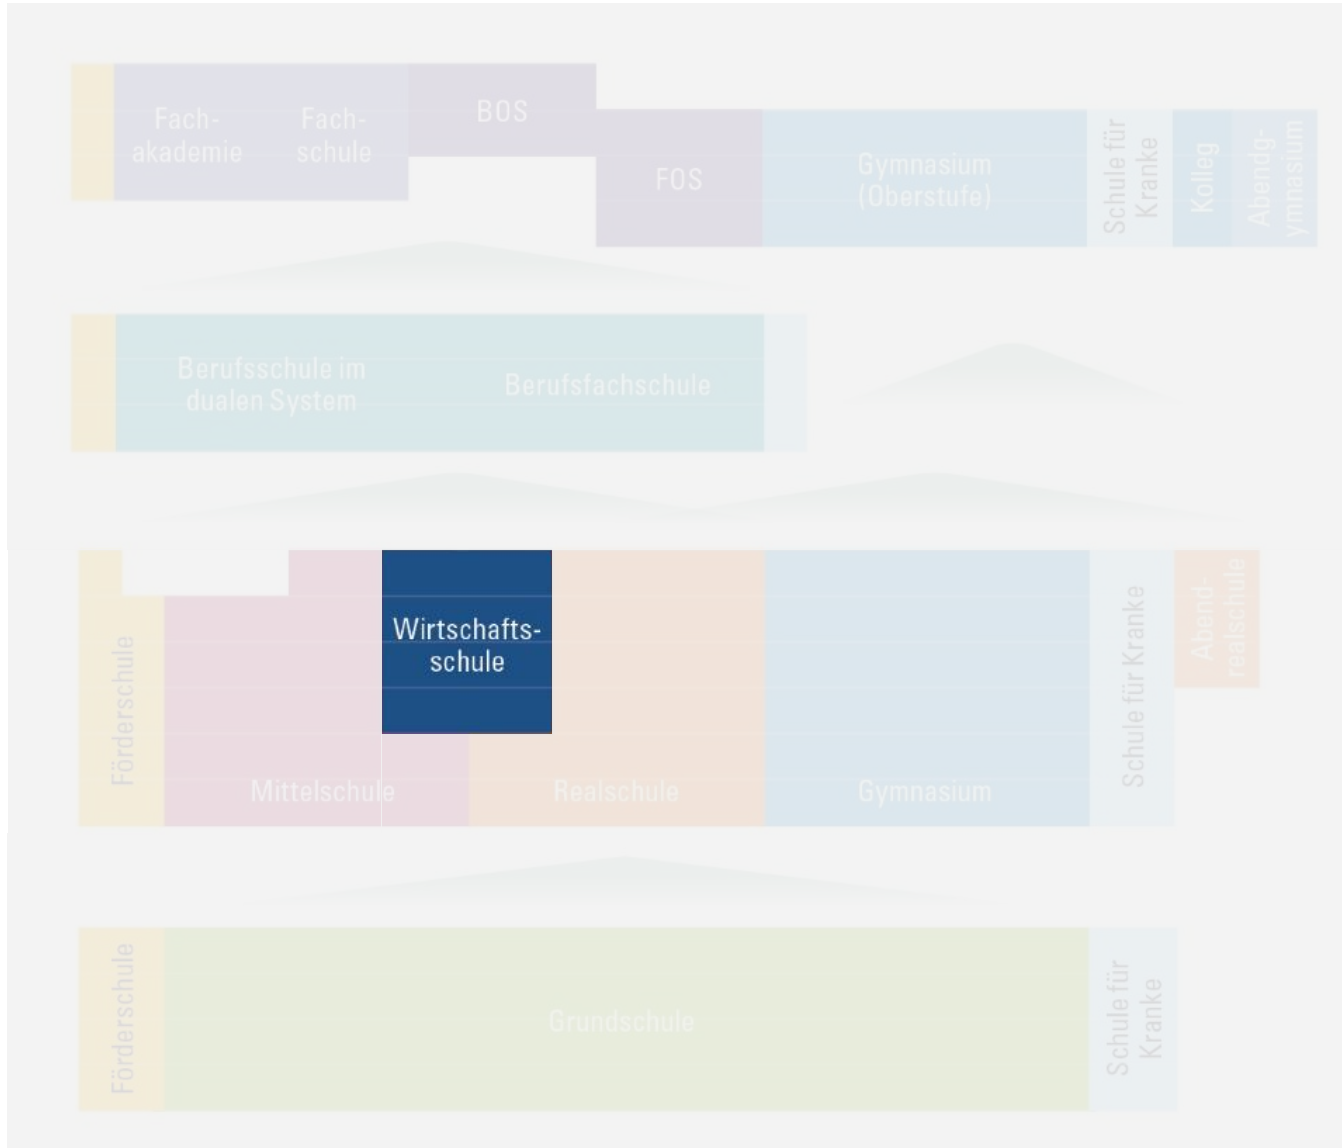 Fach-
akademie
Fach-
schule
BOS
FOS
Gymnasium
(Oberstufe)
Schule für
Kranke
Kolleg
Abendg-
ymnasium
Berufsschule im
dualen System
Berufsfachschule
Förderschule
Mittelschule
Wirtschafts-
schule
Realschule
Gymnasium
Schule für Kranke
Abend-
realschule
Förderschule
Grundschule
Schule für
Kranke